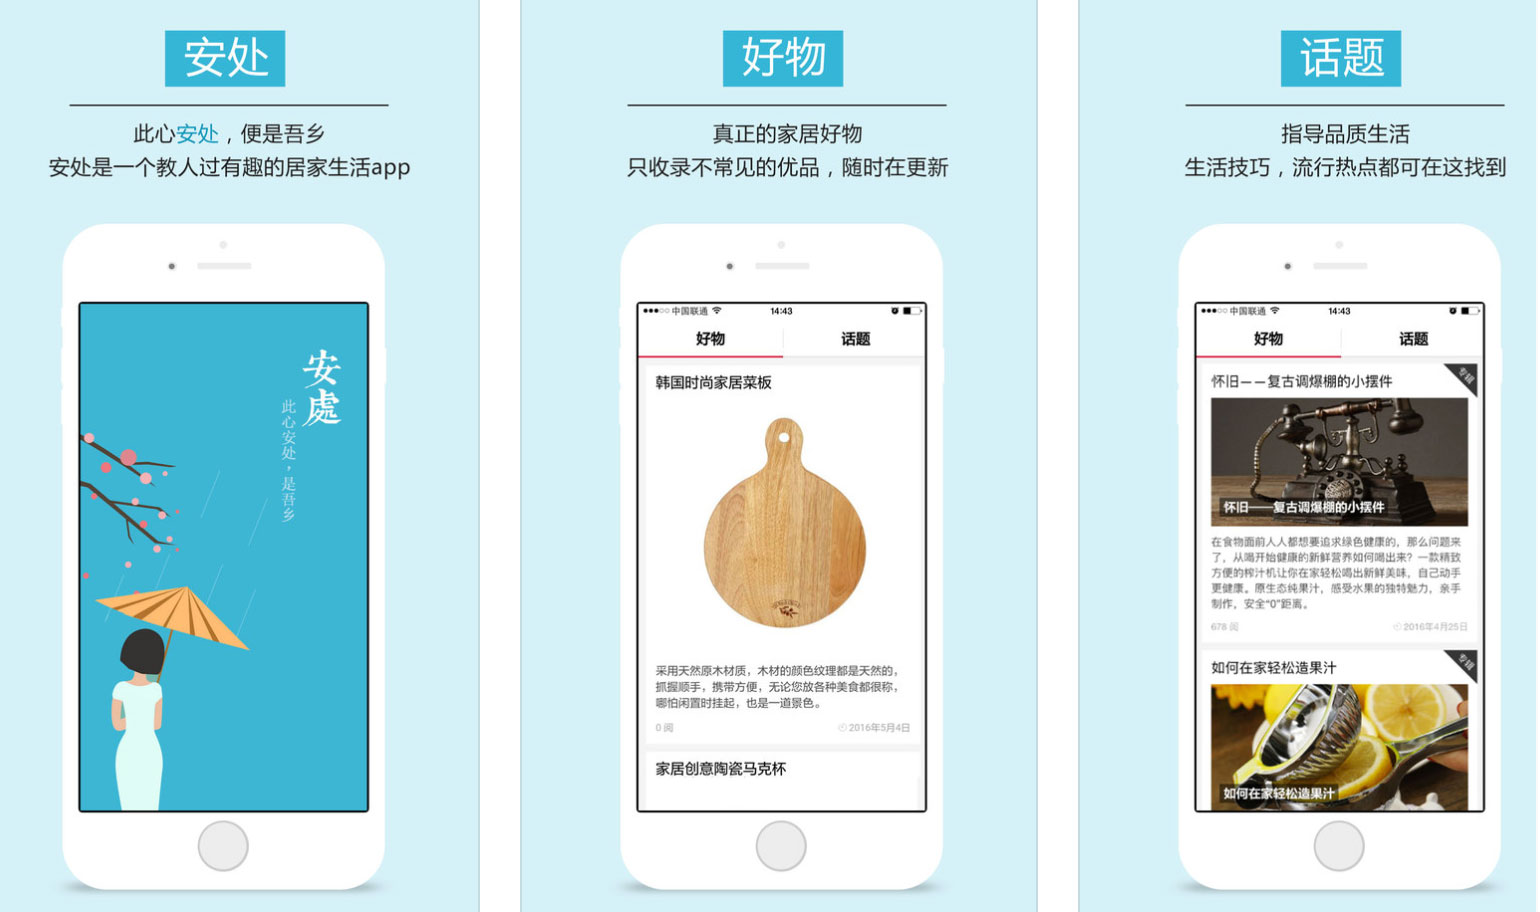 安处
此心安处，便是吾乡
安处是一个教人过有趣的居家生活app
安處
此心安处，是吾乡
好物
真正的家居好物
只收录不常见的优品，随时在更新
中国联通 14:43
好物 话题
韩国时尚家居菜板
采用天然原木材质，木材的颜色纹理都是天然的，
抓握顺手，携带方便，无论您放各种美食都很称，
哪怕闲置时挂起，也是一道景色。
0 阅 2016年5月4日
家居创意陶瓷马克杯
话题
指导品质生活
生活技巧，流行热点都可在这找到
中国联通 14:43
好物 话题
怀旧——复古调爆棚的小摆件
专辑
怀旧——复古调爆棚的小摆件
在食物面前人人都想要追求绿色健康的，那么问题来
了，从喝开始健康的新鲜营养如何喝出来？一款精致
方便的榨汁机让你在家轻松喝出新鲜美味，自己动手
更健康。原生态纯果汁，感受水果的独特魅力，亲手
制作，安全“0”距离。
678 阅 2016年4月25日
如何在家轻松造果汁
专辑
如何在家轻松造果汁